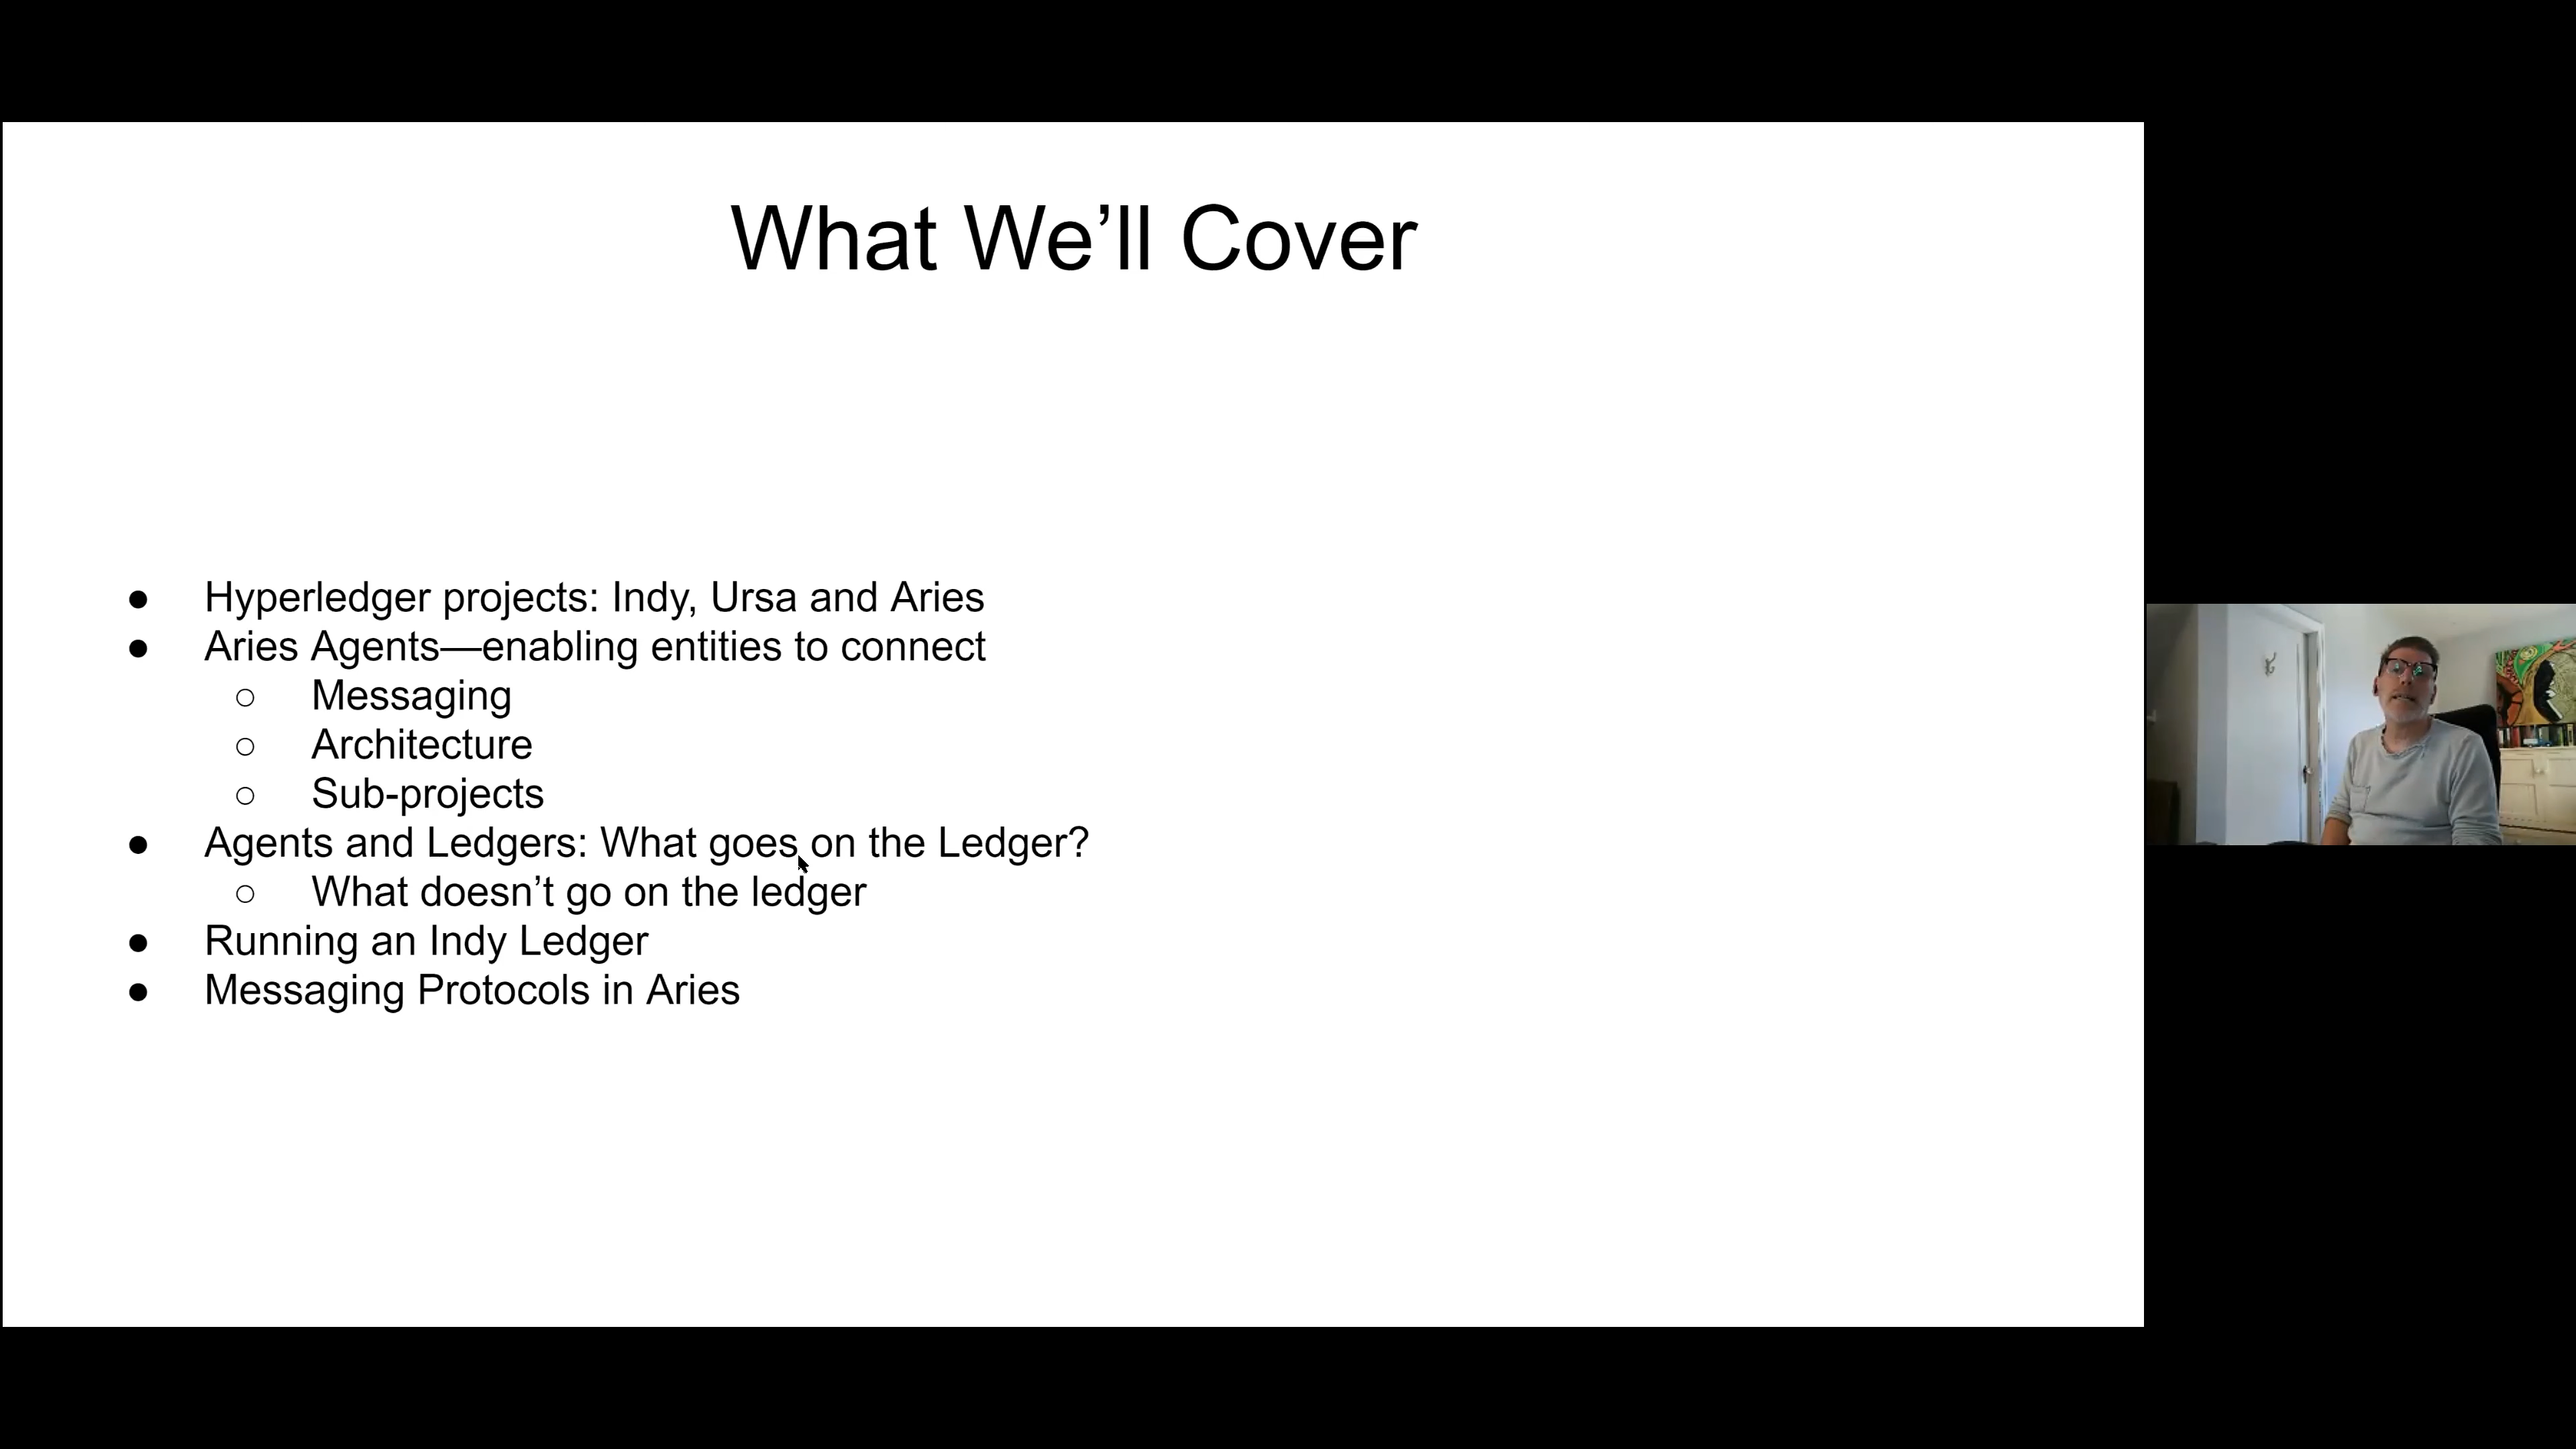 What We’ll Cover
● Hyperledger projects: Indy, Ursa and Aries
● Aries Agents—enabling entities to connect
○ Messaging
○ Architecture
○ Sub-projects
● Agents and Ledgers: What goes on the Ledger?
○ What doesn’t go on the ledger
● Running an Indy Ledger
● Messaging Protocols in Aries